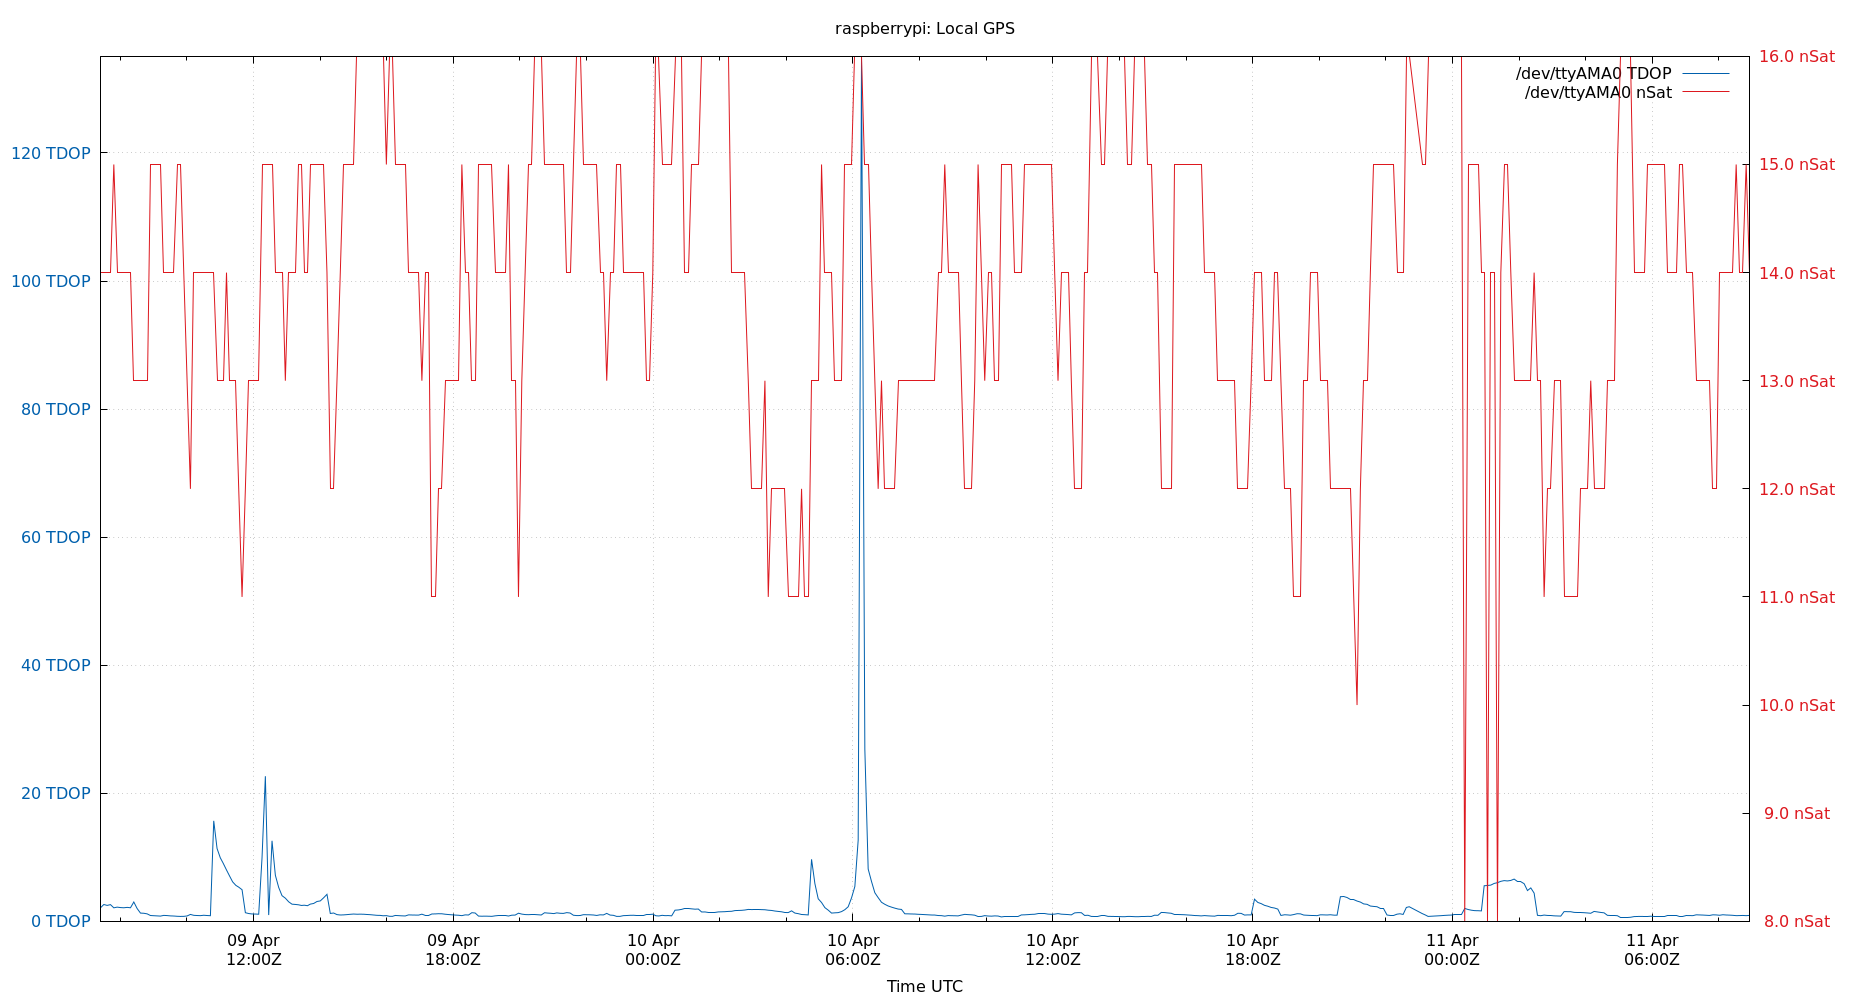 raspberrypi: Local GPS
/dev/ttyAMA0 TDOP
/dev/ttyAMA0 nSat
120 TDOP
100 TDOP
80 TDOP
60 TDOP
40 TDOP
20 TDOP
0 TDOP
16.0 nSat
15.0 nSat
14.0 nSat
13.0 nSat
12.0 nSat
11.0 nSat
10.0 nSat
9.0 nSat
8.0 nSat
09 Apr
12:00Z
09 Apr
18:00Z
10 Apr
00:00Z
10 Apr
06:00Z
10 Apr
12:00Z
10 Apr
18:00Z
11 Apr
00:00Z
11 Apr
06:00Z
Time UTC